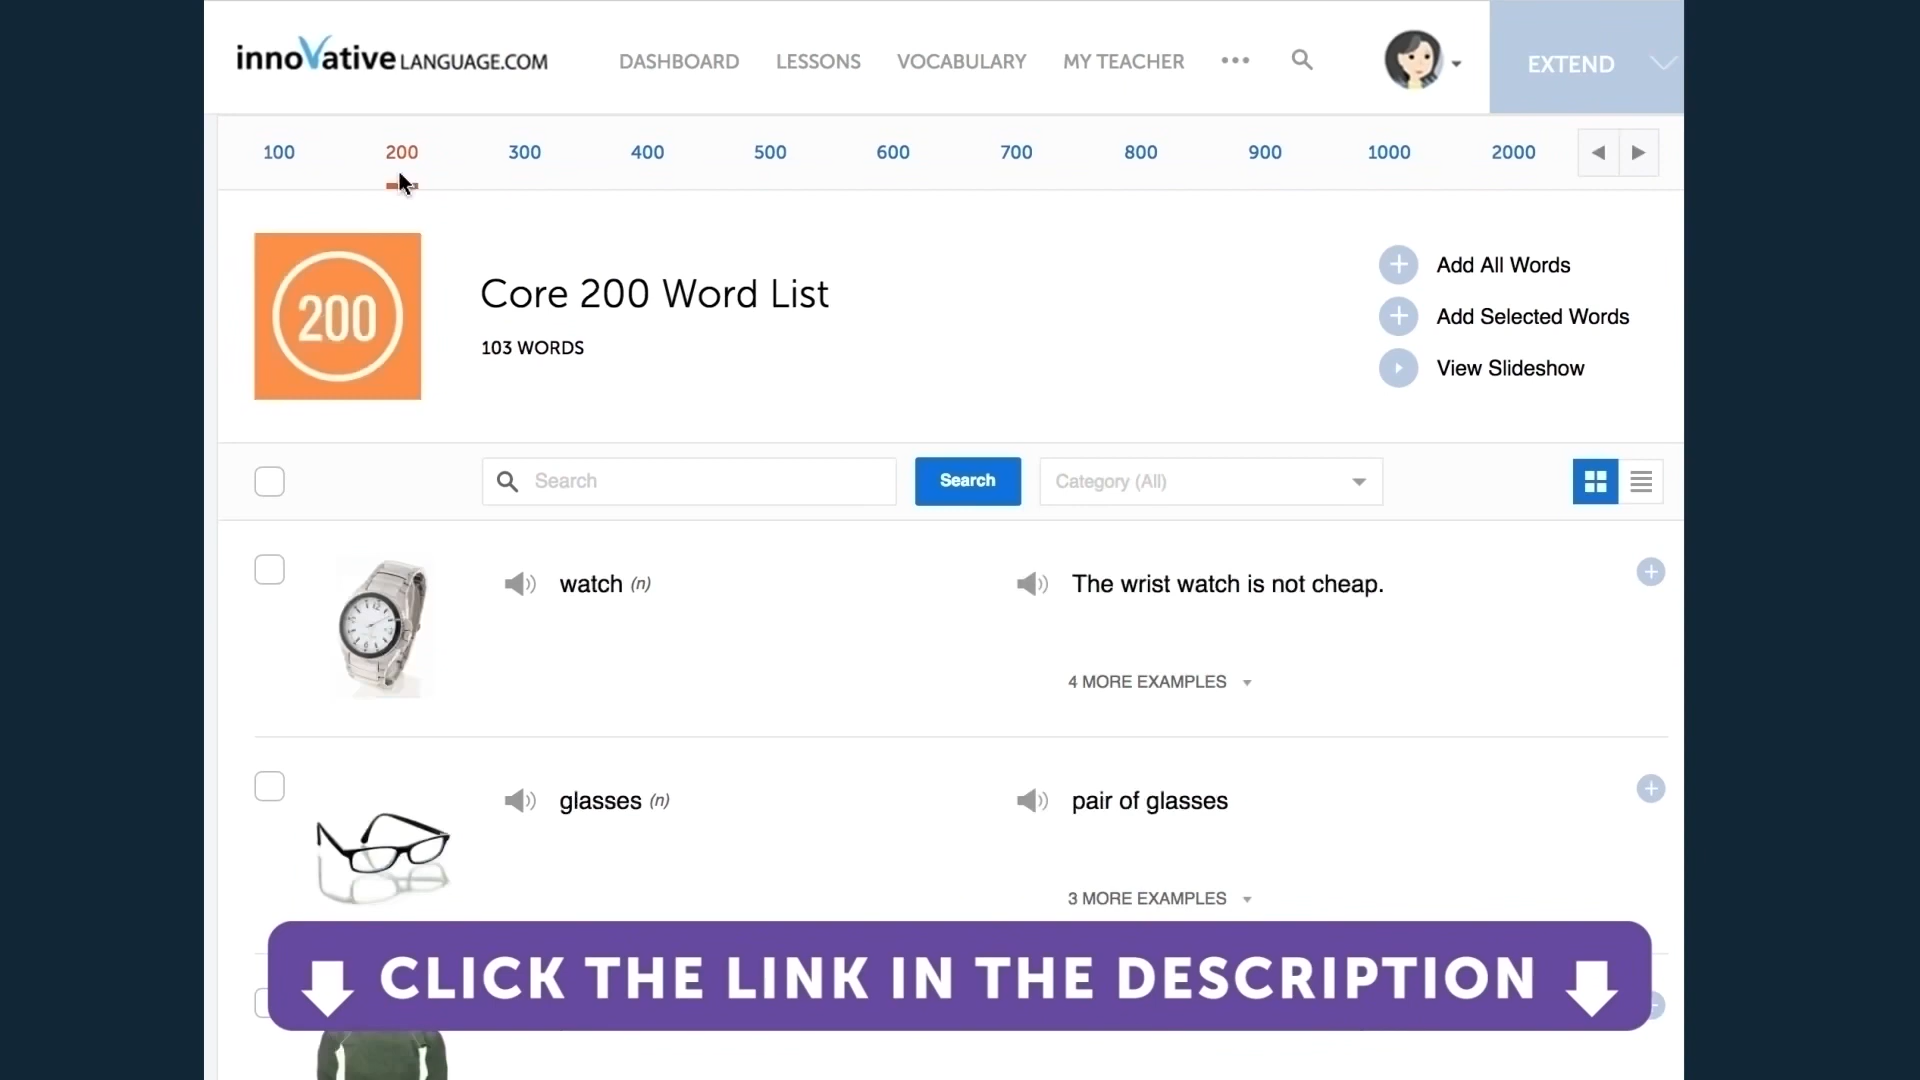 innoVative LANGUAGE.COM
DASHBOARD LESSONS VOCABULARY MY TEACHER ••• EXTEND
100 200 300 400 500 600 700 800 900 1000 2000
200
Core 200 Word List
103 WORDS
Add All Words
Add Selected Words
View Slideshow
Search Search Category (All)
watch (n) The wrist watch is not cheap.
4 MORE EXAMPLES
glasses (n) pair of glasses
3 MORE EXAMPLES
CLICK THE LINK IN THE DESCRIPTION